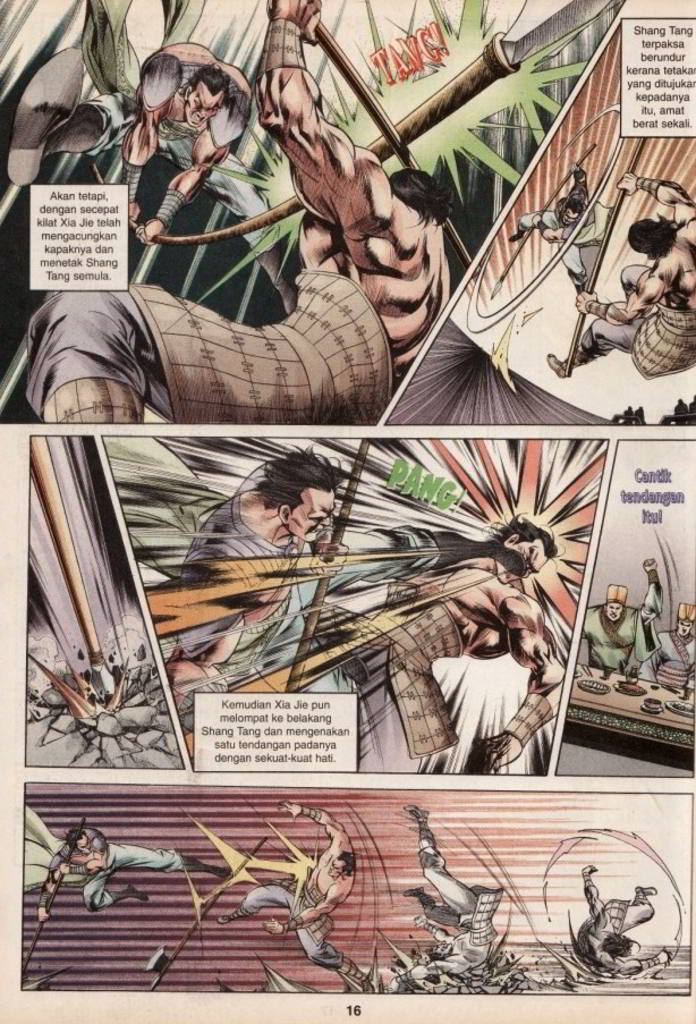 TANG!
Shang Tang
terpaksa
berundur
kerana tetakan
yang ditujukan
kepadanya
itu, amat
berat sekali.
Akan tetapi,
dengan secepat
kilat Xia Jie telah
mengacungkan
kapaknya dan
menetak Shang
Tang semula.
PANG!
Cantik
tendangan
itu!
Kemudian Xia Jie pun
melompat ke belakang
Shang Tang dan mengenakan
satu tendangan padanya
dengan sekuat-kuat hati.
16